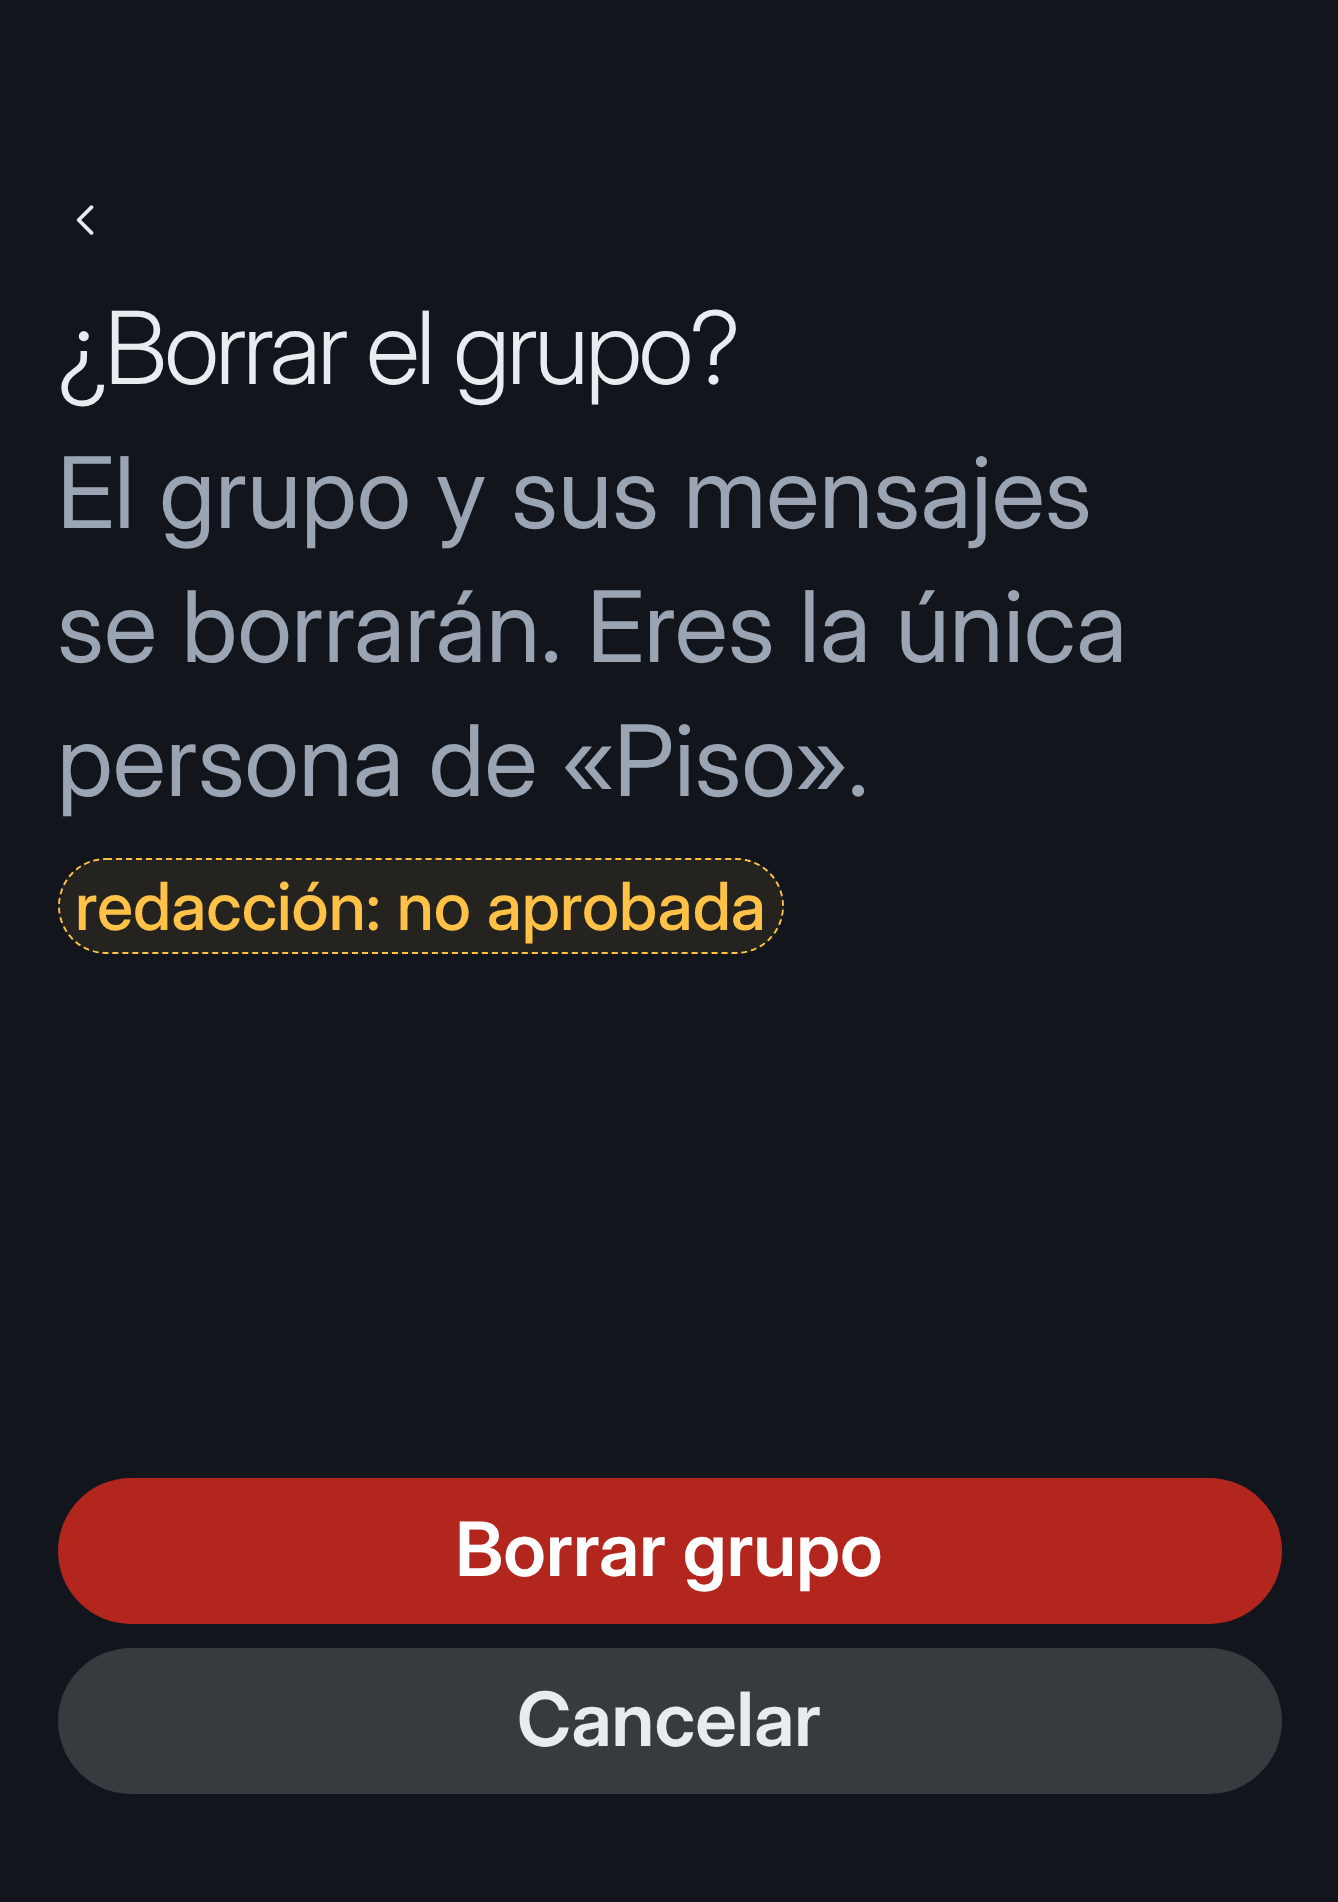 ¿Borrar el grupo?
El grupo y sus mensajes
se borrarán. Eres la única
persona de «Piso».
redacción: no aprobada
Borrar grupo
Cancelar